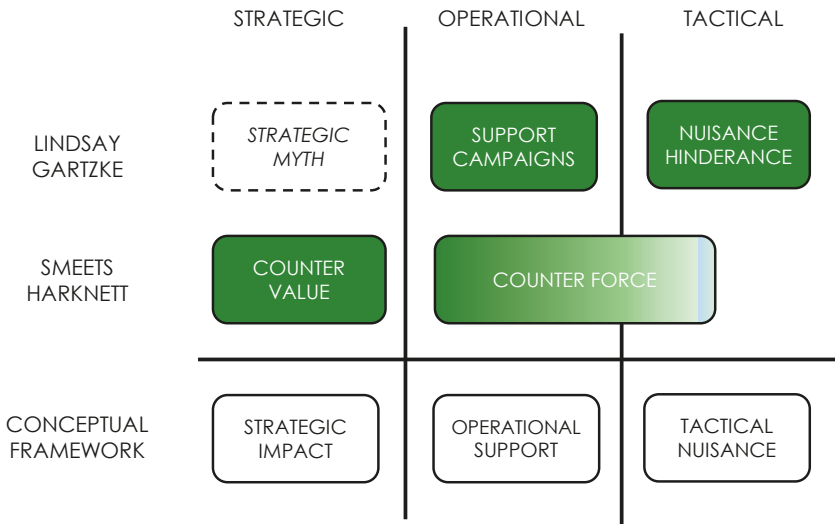 STRATEGIC
OPERATIONAL
TACTICAL
LINDSAY
GARTZKE
STRATEGIC
MYTH
SUPPORT
CAMPAIGNS
NUISANCE
HINDERANCE
SMEETS
HARKNETT
COUNTER
VALUE
COUNTER FORCE
CONCEPTUAL
FRAMEWORK
STRATEGIC
IMPACT
OPERATIONAL
SUPPORT
TACTICAL
NUISANCE